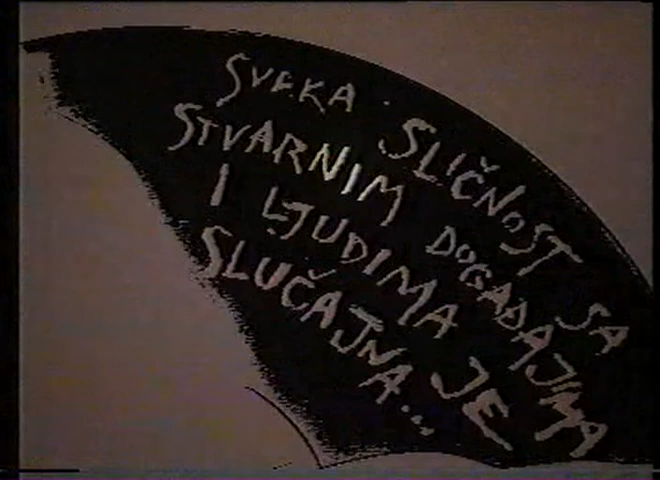 SVAKA SLIČNOST SA
STVARNIM DOGAĐAJIMA
I LJUDIMA JE
SLUČAJNA...